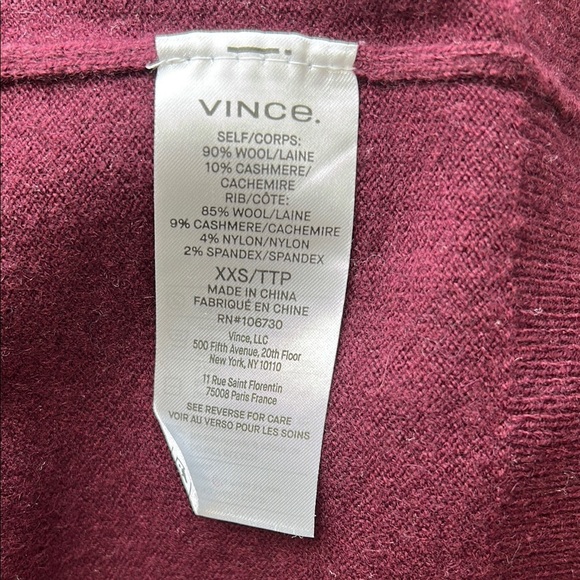 VINCE.
SELF/CORPS:
90% WOOL/LAINE
10% CASHMERE/
CACHEMIRE
RIB/CÔTE:
85% WOOL/LAINE
9% CASHMERE/CACHEMIRE
4% NYLON/NYLON
2% SPANDEX/SPANDEX
XXS/TTP
MADE IN CHINA
FABRIQUÉ EN CHINE
RN#106730
Vince, LLC
500 Fifth Avenue, 20th Floor
New York, NY 10110
11 Rue Saint Florentin
75008 Paris France
SEE REVERSE FOR CARE
VOIR AU VERSO POUR LES SOINS